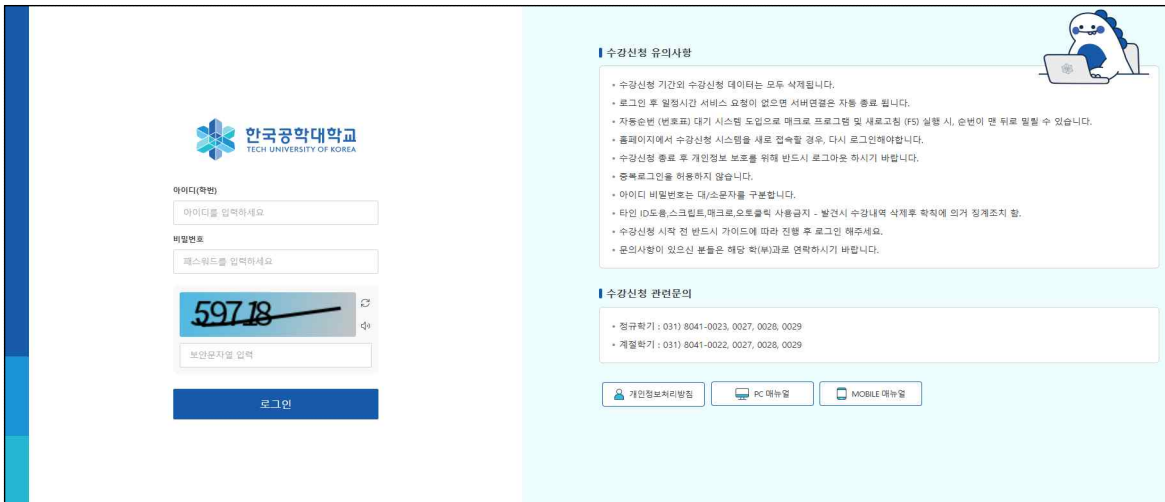 한국공학대학교
TECH UNIVERSITY OF KOREA
아이디(학번)
아이디를 입력하세요
비밀번호
패스워드를 입력하세요
59718
보안문자열 입력
로그인
수강신청 유의사항
• 수강신청 기간외 수강신청 데이터는 모두 삭제됩니다.
• 로그인 후 일정시간 서비스 요청이 없으면 서버연결은 자동 종료 됩니다.
• 자동순번 (번호표) 대기 시스템 도입으로 매크로 프로그램 및 새로고침 (F5) 실행 시, 순번이 맨 뒤로 밀릴 수 있습니다.
• 홈페이지에서 수강신청 시스템을 새로 접속할 경우, 다시 로그인해야합니다.
• 수강신청 종료 후 개인정보 보호를 위해 반드시 로그아웃 하시기 바랍니다.
• 중복로그인을 허용하지 않습니다.
• 아이디 비밀번호는 대/소문자를 구분합니다.
• 타인 ID도용,스크립트,매크로,오토클릭 사용금지 - 발견시 수강내역 삭제후 학칙에 의거 징계조치 함.
• 수강신청 시작 전 반드시 가이드에 따라 진행 후 로그인 해주세요.
• 문의사항이 있으신 분들은 해당 학(부)과로 연락하시기 바랍니다.
수강신청 관련문의
• 정규학기 : 031) 8041-0023, 0027, 0028, 0029
• 계절학기 : 031) 8041-0022, 0027, 0028, 0029
개인정보처리방침
PC 매뉴얼
MOBILE 매뉴얼